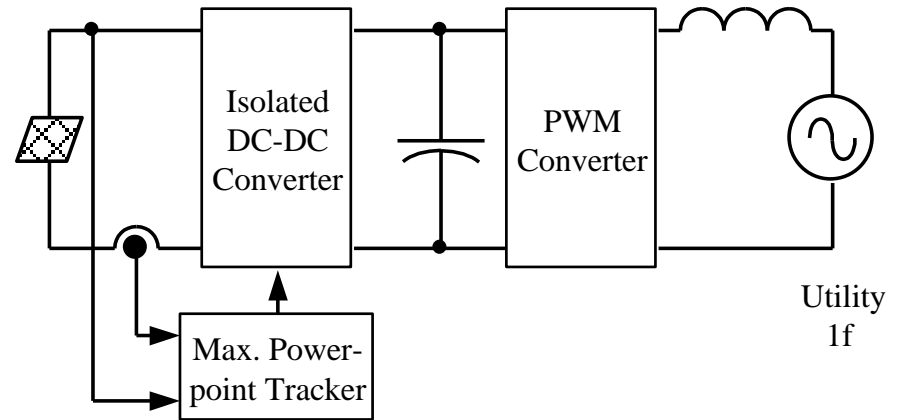 Isolated
DC-DC
Converter
PWM
Converter
Utility
1f
Max. Power-
point Tracker